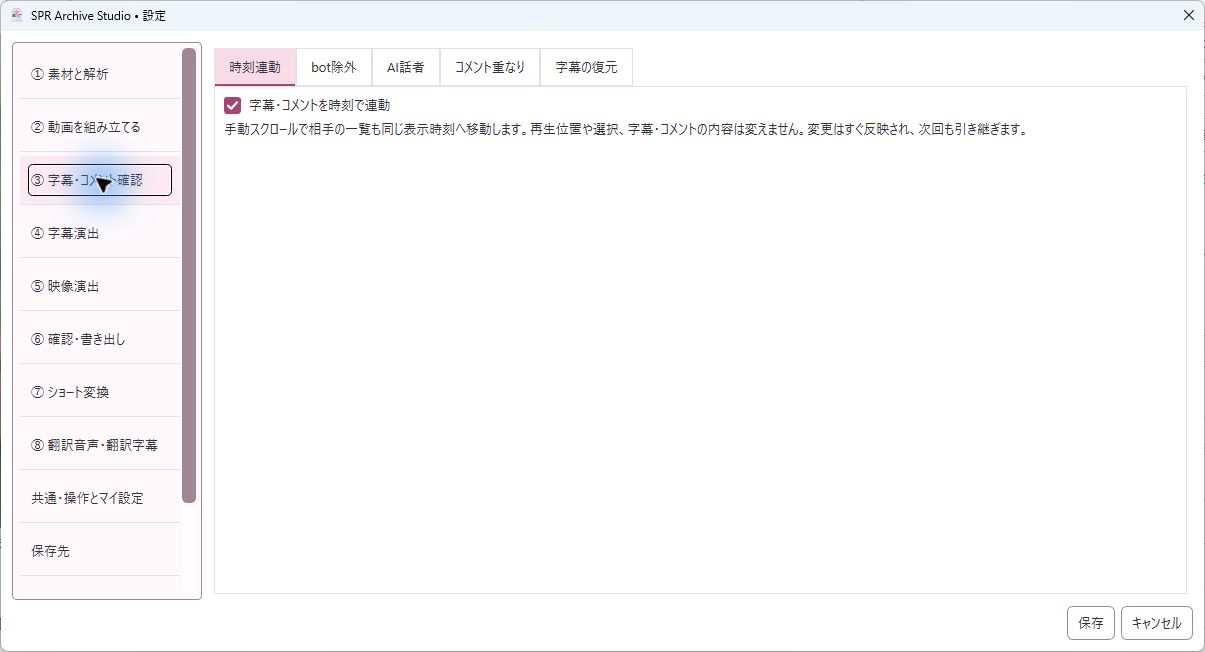 SPR Archive Studio • 設定
① 素材と解析
② 動画を組み立てる
③ 字幕・コメント確認
④ 字幕演出
⑤ 映像演出
⑥ 確認・書き出し
⑦ ショート変換
⑧ 翻訳音声・翻訳字幕
共通・操作とマイ設定
保存先
時刻連動 bot除外 AI話者 コメント重なり 字幕の復元
字幕・コメントを時刻で連動
手動スクロールで相手の一覧も同じ表示時刻へ移動します。再生位置や選択、字幕・コメントの内容は変えません。変更はすぐ反映され、次回も引き継ぎます。
保存 キャンセル